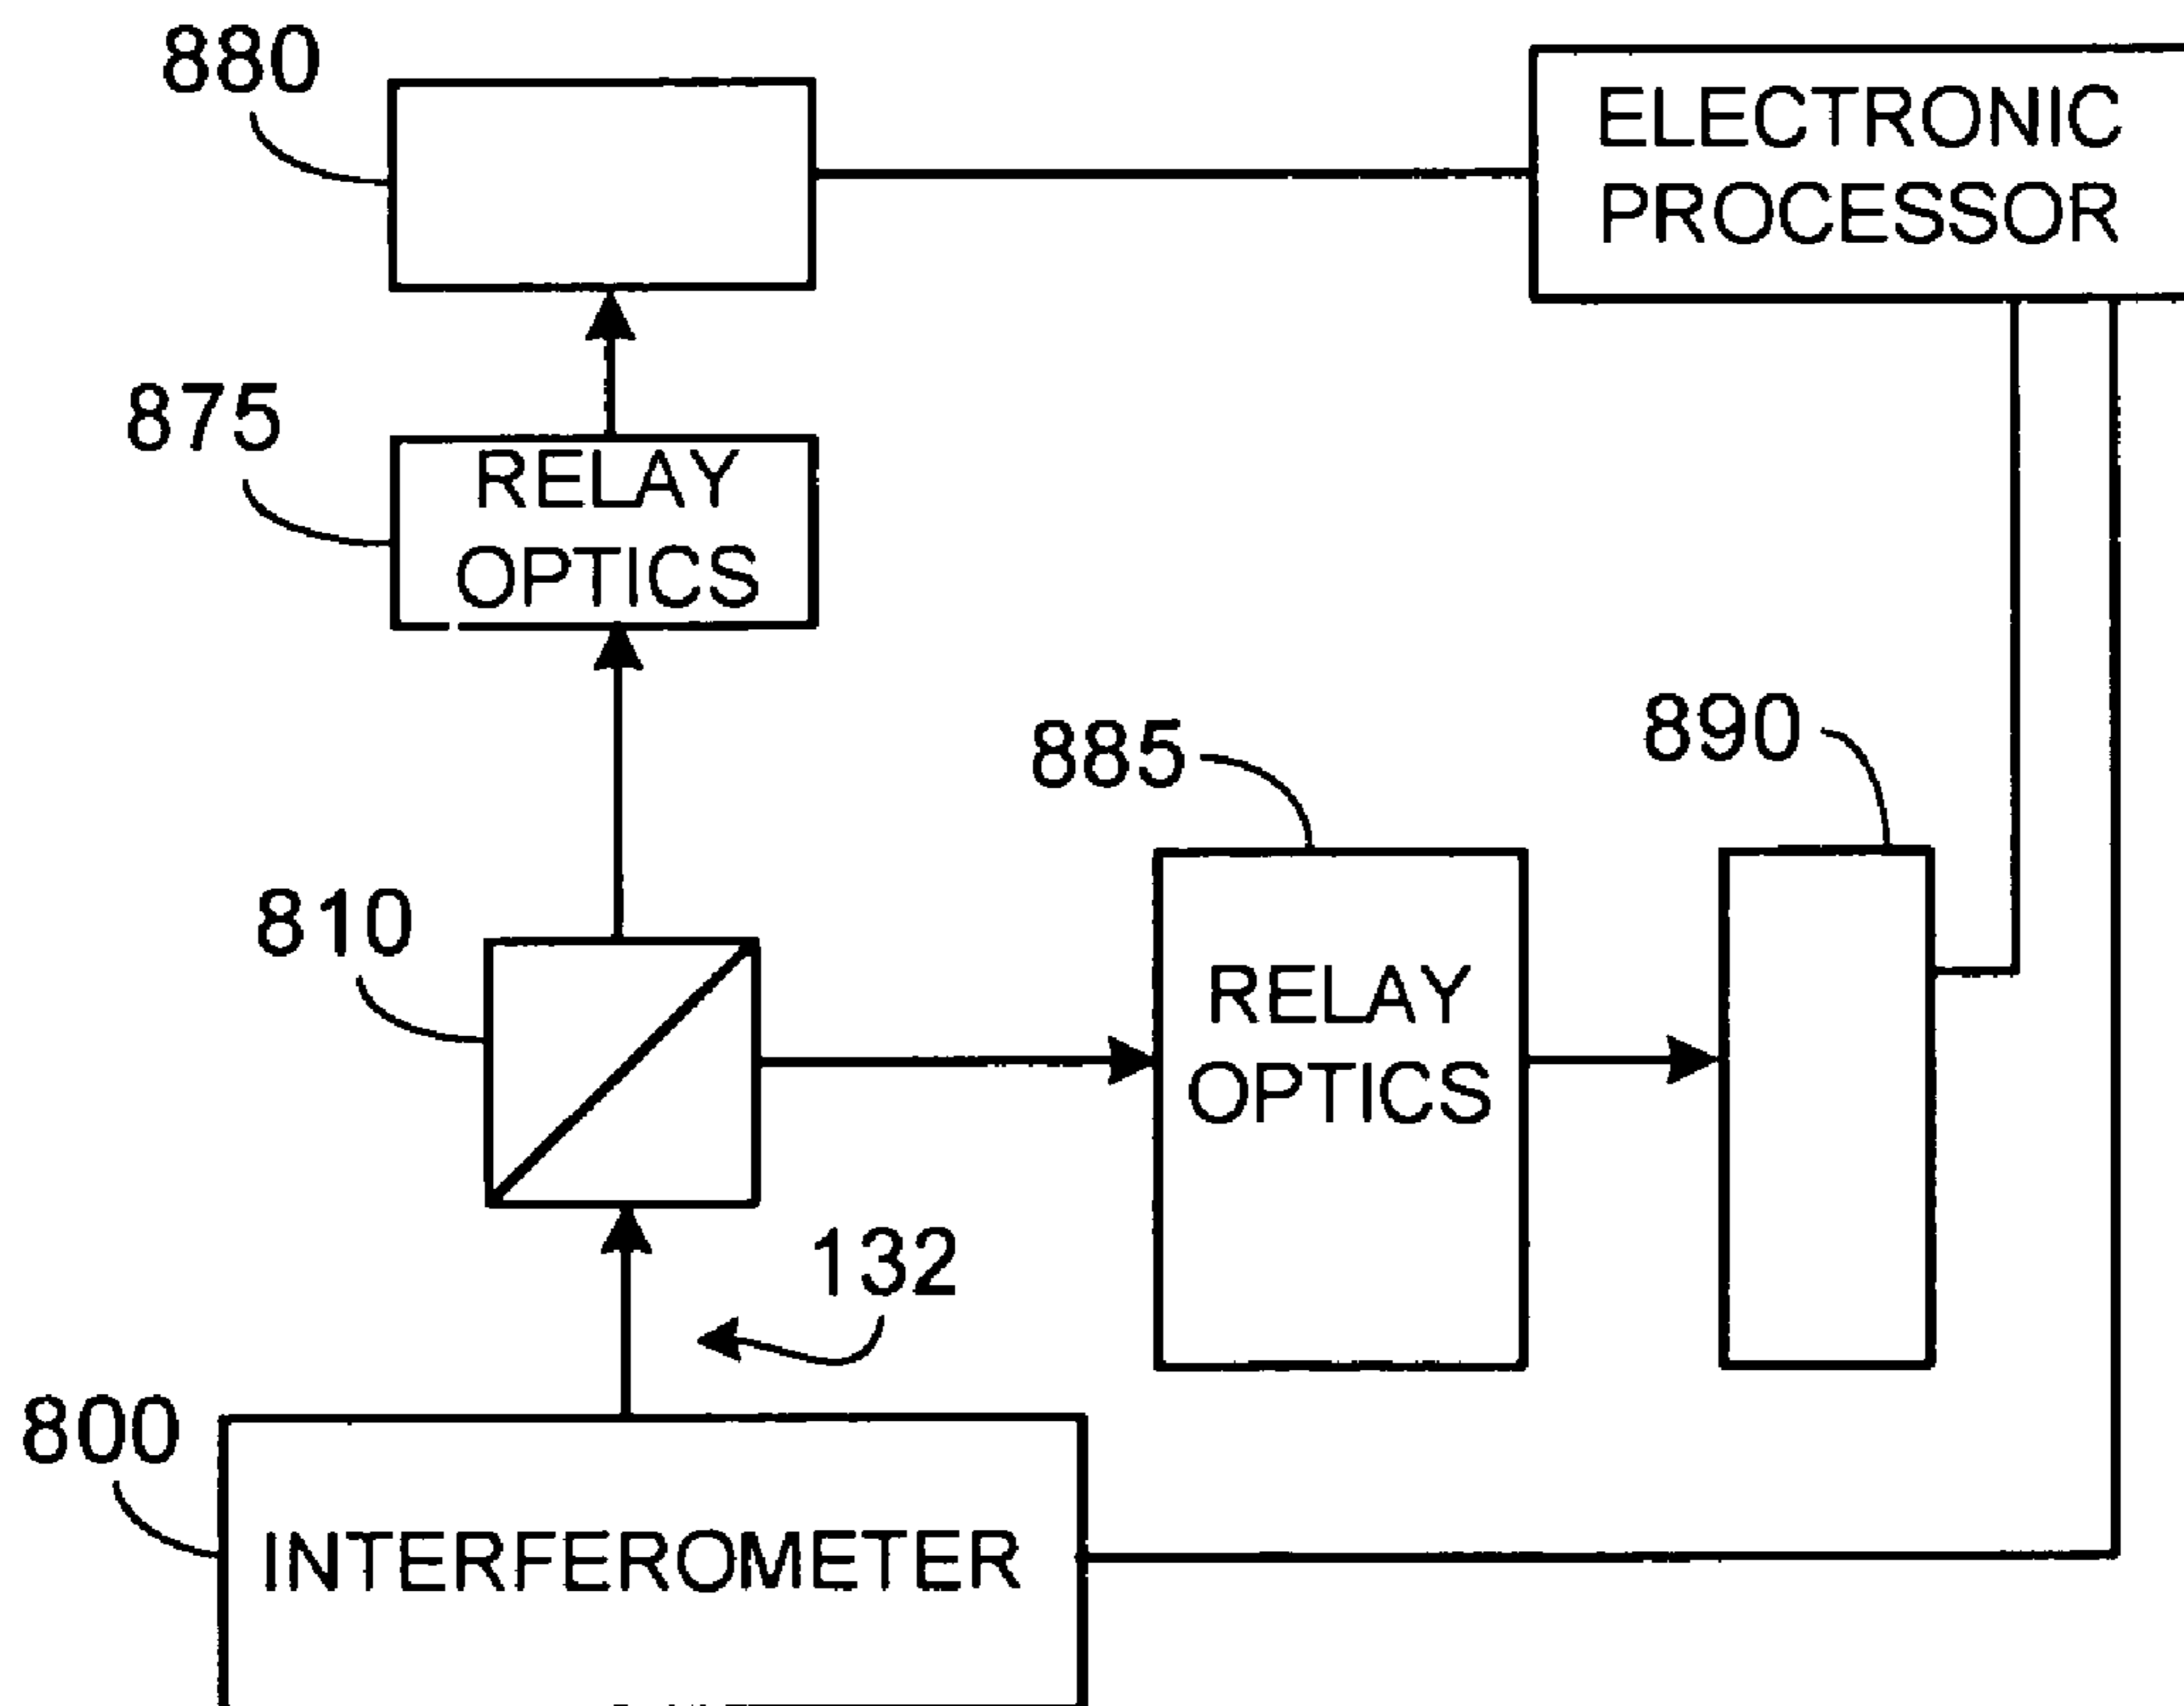 880
ELECTRONIC
PROCESSOR
875
RELAY
OPTICS
885
890
810
RELAY
OPTICS
132
800
INTERFEROMETER